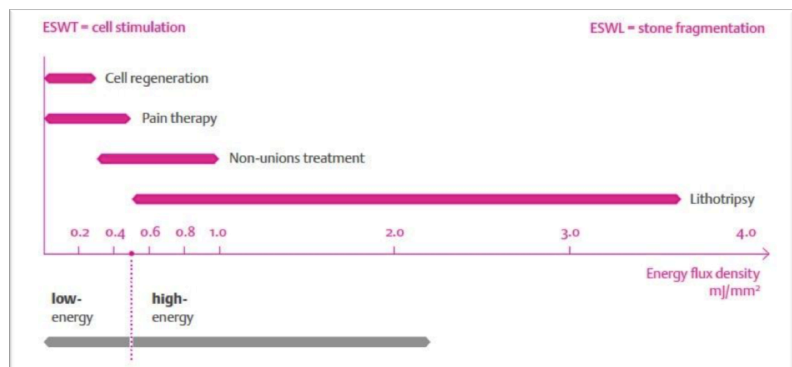 ESWT = cell stimulation
ESWL = stone fragmentation
Cell regeneration
Pain therapy
Non-unions treatment
Lithotripsy
0.2 0.4 0.6 0.8 1.0 2.0 3.0 4.0
Energy flux density
mJ/mm²
low-
energy
high-
energy